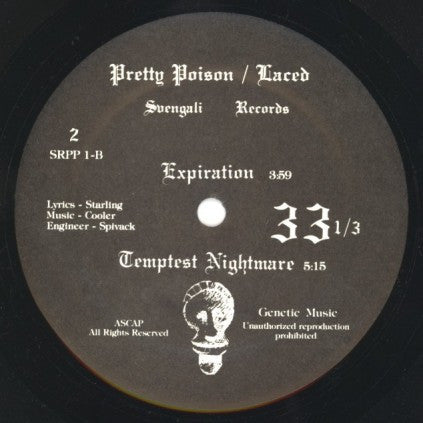 Pretty Poison / Laced
Svengali Records
2
SRPP 1-B
Expiration 3:59
Lyrics - Starling
Music - Cooler
Engineer - Spivack
33 1/3
Temptest Nightmare 5:15
ASCAP
All Rights Reserved
Genetic Music
Unauthorized reproduction
prohibited